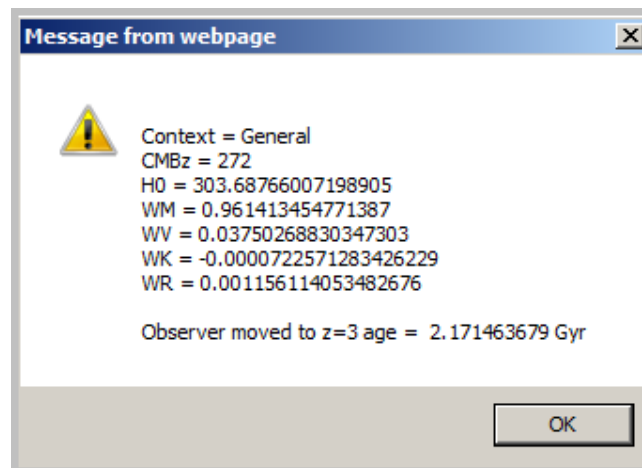 Message from webpage
Context = General
CMBz = 272
H0 = 303.68766007198905
WM = 0.961413454771387
WV = 0.03750268830347303
WK = -0.0000722571283426229
WR = 0.001156114053482676
Observer moved to z=3 age = 2.171463679 Gyr
OK